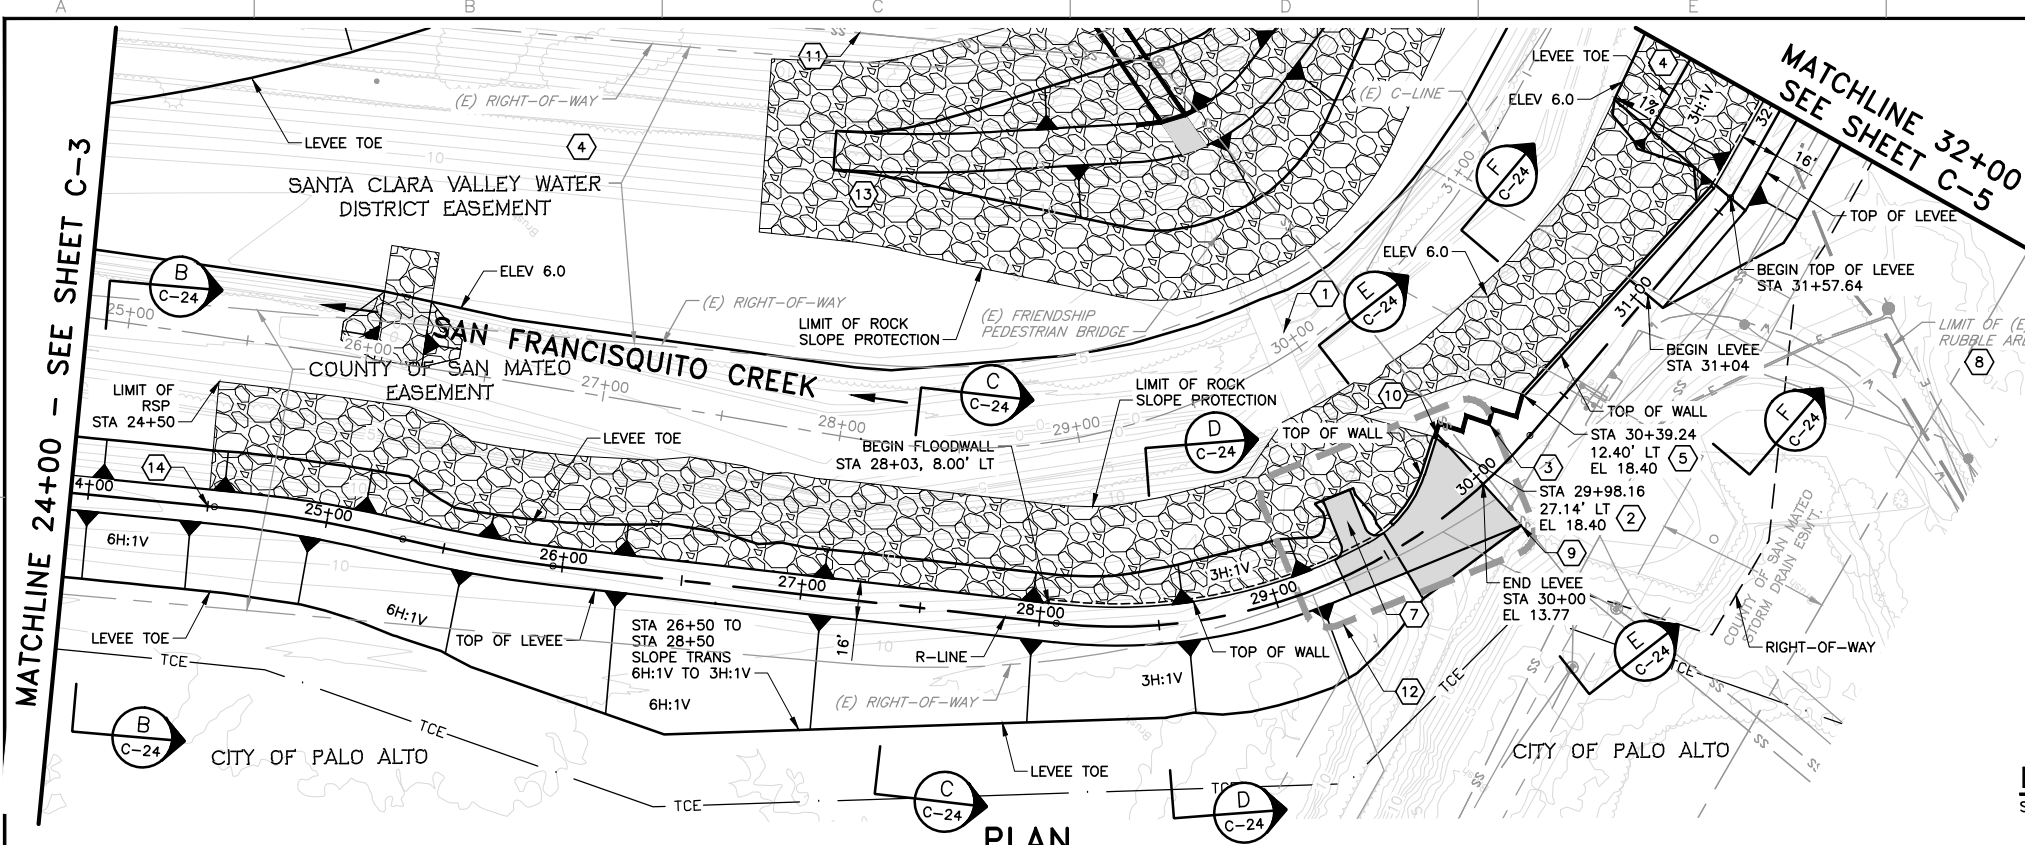 A
B
C
D
E
MATCHLINE 24+00 - SEE SHEET C-3
MATCHLINE 32+00
SEE SHEET C-5
LEVEE TOE
(E) RIGHT-OF-WAY
4
10
SANTA CLARA VALLEY WATER
DISTRICT EASEMENT
11
13
(E) C-LINE
LEVEE TOE
ELEV 6.0
4
1%
3H:1V
32
16'
TOP OF LEVEE
BEGIN TOP OF LEVEE
STA 31+57.64
F
C-24
31+00
ELEV 6.0
E
C-24
1
30+00
B
C-24
25+00
ELEV 6.0
(E) RIGHT-OF-WAY
LIMIT OF ROCK
SLOPE PROTECTION
(E) FRIENDSHIP
PEDESTRIAN BRIDGE
5
SAN FRANCISQUITO CREEK
26+00
COUNTY OF SAN MATEO
EASEMENT
27+00
28+00
29+00
C
C-24
LIMIT OF ROCK
SLOPE PROTECTION
D
C-24
10
TOP OF WALL
31+00
BEGIN LEVEE
STA 31+04
8
TOP OF WALL
STA 30+39.24
12.40' LT
EL 18.40
5
F
C-24
3
STA 29+98.16
27.14' LT
EL 18.40
2
9
END LEVEE
STA 30+00
EL 13.77
30+00
LIMIT OF
RSP
STA 24+50
LEVEE TOE
BEGIN FLOODWALL
STA 28+03, 8.00' LT
10
14
4+00
25+00
26+00
27+00
28+00
29+00
3H:1V
6H:1V
10
6H:1V
LEVEE TOE
TCE
TOP OF LEVEE
STA 26+50 TO
STA 28+50
SLOPE TRANS
6H:1V TO 3H:1V
6H:1V
16'
10
R-LINE
(E) RIGHT-OF-WAY
TOP OF WALL
3H:1V
7
12
TCE
SS
E
C-24
TCE
COUNTY OF SAN MATEO
STORM DRAIN ESMT.
RIGHT-OF-WAY
B
C-24
CITY OF PALO ALTO
TCE
TCE
C
C-24
LEVEE TOE
D
C-24
CITY OF PALO ALTO
SS
SS
PLAN